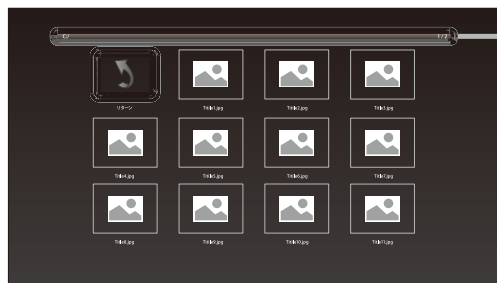 C:/ 1/2
リターン Title1.jpg Title2.jpg Title3.jpg
Title4.jpg Title5.jpg Title6.jpg Title7.jpg
Title8.jpg Title9.jpg Title10.jpg Title11.jpg